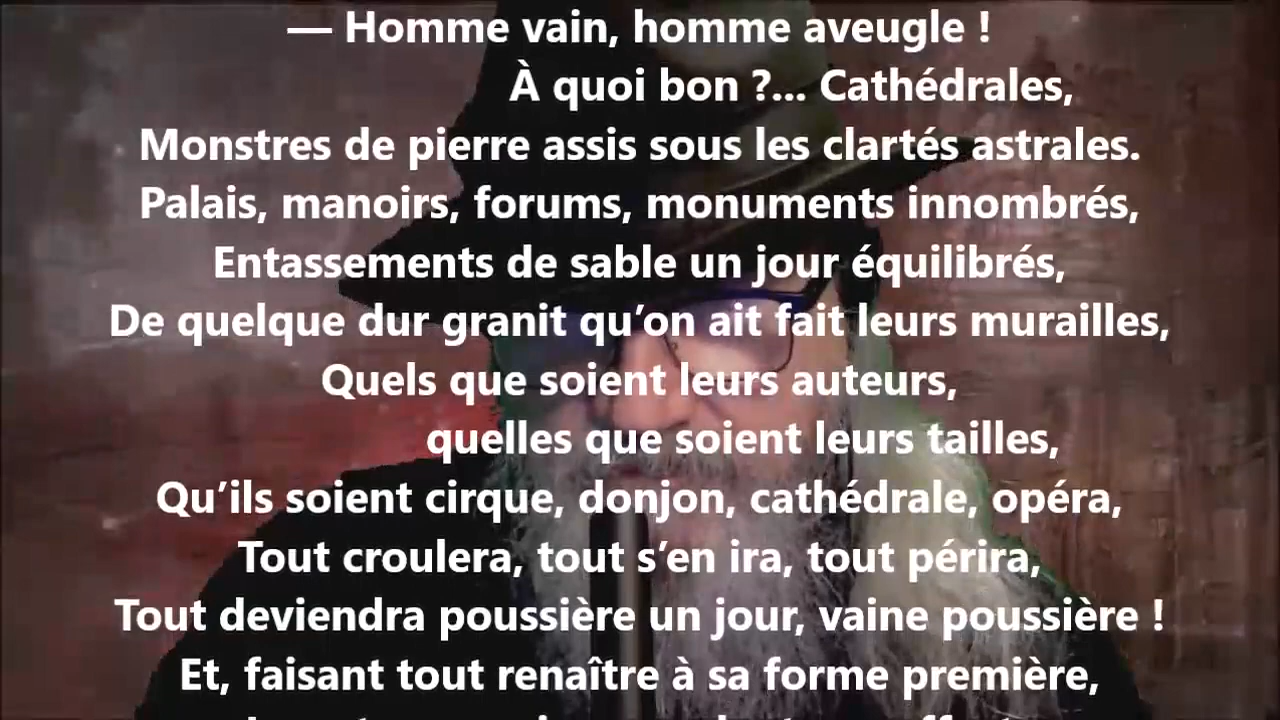 — Homme vain, homme aveugle !
À quoi bon ?... Cathédrales,
Monstres de pierre assis sous les clartés astrales.
Palais, manoirs, forums, monuments innombrés,
Entassements de sable un jour équilibrés,
De quelque dur granit qu’on ait fait leurs murailles,
Quels que soient leurs auteurs,
quelles que soient leurs tailles,
Qu’ils soient cirque, donjon, cathédrale, opéra,
Tout croulera, tout s’en ira, tout périra,
Tout deviendra poussière un jour, vaine poussière !
Et, faisant tout renaître à sa forme première,